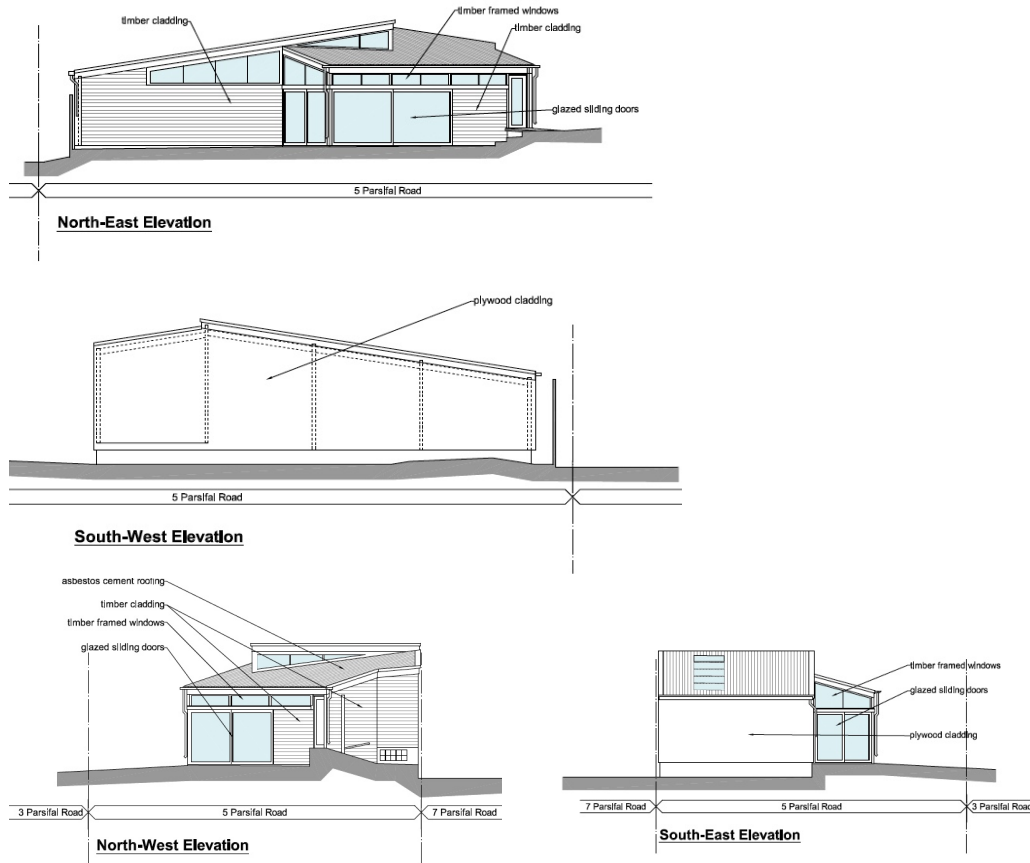 timber cladding
timber framed windows
timber cladding
glazed sliding doors
5 Parsifal Road
North-East Elevation
plywood cladding
5 Parsifal Road
South-West Elevation
asbestos cement roofing
timber cladding
timber framed windows
glazed sliding doors
3 Parsifal Road
5 Parsifal Road
7 Parsifal Road
North-West Elevation
timber framed windows
glazed sliding doors
plywood cladding
7 Parsifal Road
5 Parsifal Road
3 Parsifal Road
South-East Elevation